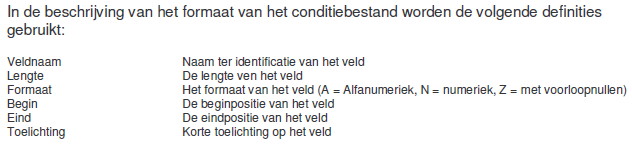 In de beschrijving van het formaat van het conditiebestand worden de volgende definities
gebruikt:
Veldnaam Naam ter identificatie van het veld
Lengte De lengte ven het veld
Formaat Het formaat van het veld (A = Alfanumeriek, N = numeriek, Z = met voorloopnullen)
Begin De beginpositie van het veld
Eind De eindpositie van het veld
Toelichting Korte toelichting op het veld